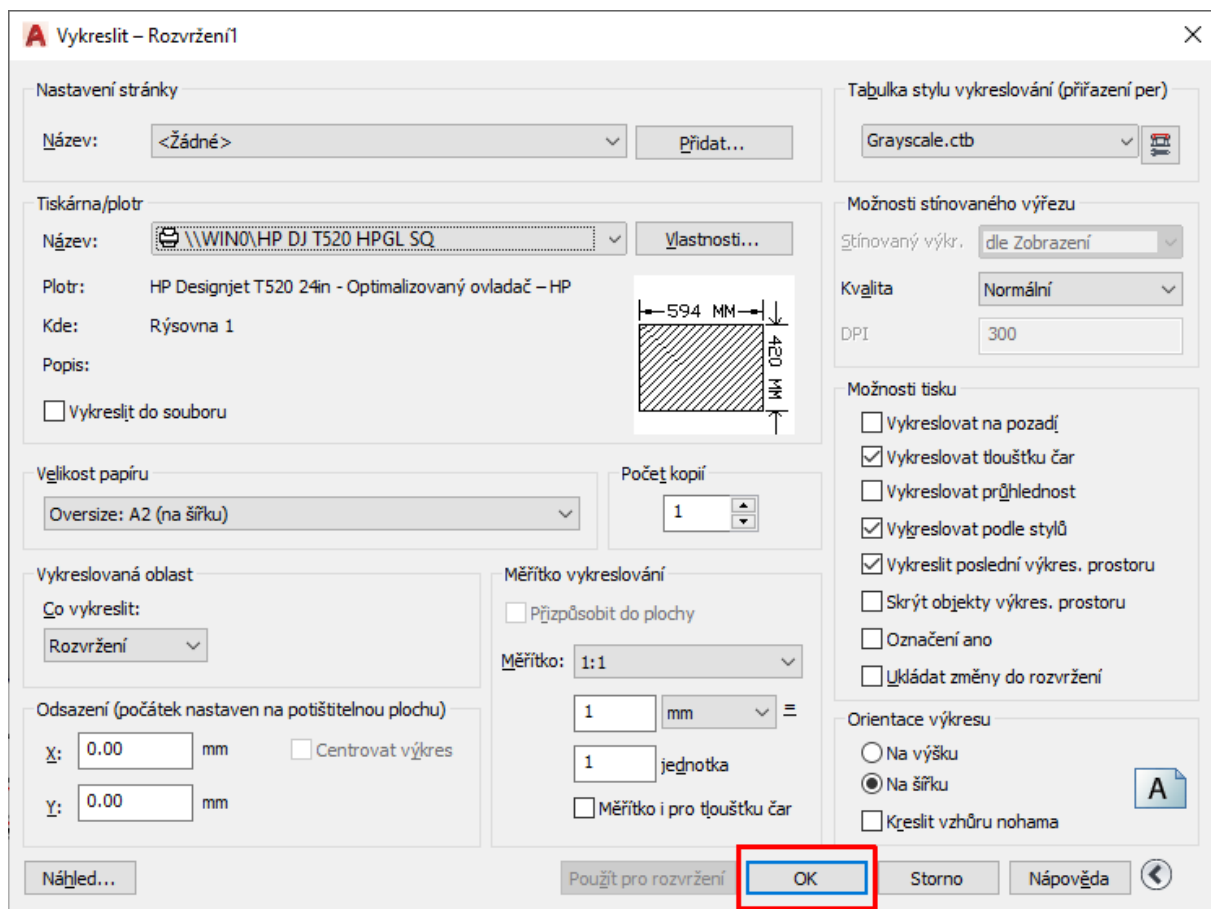 Vykreslit – Rozvržení1
Nastavení stránky
Název:
<Žádné>
Přidat...
Tiskárna/plotr
Název:
\\WIN0\HP DJ T520 HPGL SQ
Vlastnosti...
Plotr:
HP Designjet T520 24in - Optimalizovaný ovladač – HP
Kde:
Rýsovna 1
Popis:
Vykreslit do souboru
594 MM
420 MM
Velikost papíru
Oversize: A2 (na šířku)
Počet kopií
1
Vykreslovaná oblast
Co vykreslit:
Rozvržení
Odsazení (počátek nastaven na potištitelnou plochu)
X:
0.00
mm
Centrovat výkres
Y:
0.00
mm
Měřítko vykreslování
Přizpůsobit do plochy
Měřítko:
1:1
1
mm
=
1
jednotka
Měřítko i pro tloušťku čar
Tabulka stylu vykreslování (přiřazení per)
Grayscale.ctb
Možnosti stínovaného výřezu
Stínovaný výkr.
dle Zobrazení
Kvalita
Normální
DPI
300
Možnosti tisku
Vykreslovat na pozadí
Vykreslovat tloušťku čar
Vykreslovat průhlednost
Vykreslovat podle stylů
Vykreslit poslední výkres. prostoru
Skrýt objekty výkres. prostoru
Označení ano
Ukládat změny do rozvržení
Orientace výkresu
Na výšku
Na šířku
Kreslit vzhůru nohama
A
Náhled...
Použít pro rozvržení
OK
Storno
Nápověda